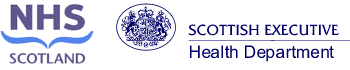 NHS
SCOTLAND
SCOTTISH EXECUTIVE
Health Department